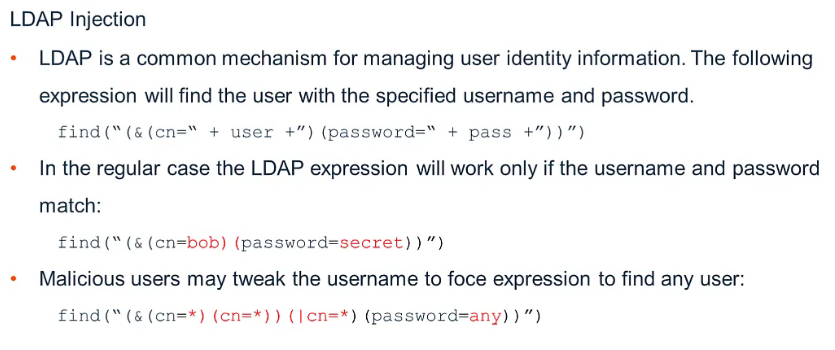 LDAP Injection
• LDAP is a common mechanism for managing user identity information. The following
expression will find the user with the specified username and password.
find(“(&(cn=“ + user +”)(password=“ + pass +”))”)
• In the regular case the LDAP expression will work only if the username and password
match:
find(“(&(cn=bob)(password=secret))”)
• Malicious users may tweak the username to foce expression to find any user:
find(“(&(cn=*)(cn=*))(|cn=*)(password=any))”)